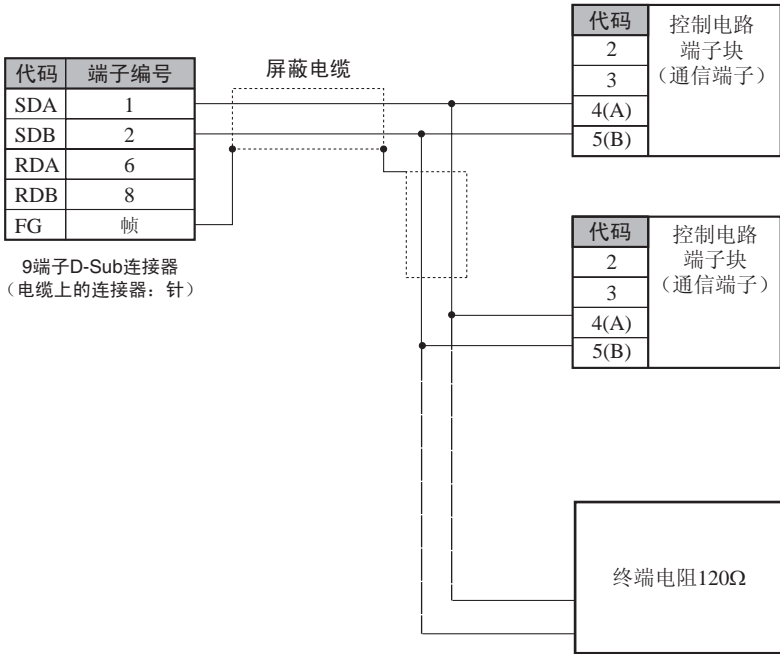 代码 端子编号
SDA 1
SDB 2
RDA 6
RDB 8
FG 帧
9端子D-Sub连接器
（电缆上的连接器：针）
屏蔽电缆
代码
2
3
4(A)
5(B)
控制电路
端子块
（通信端子）
代码
2
3
4(A)
5(B)
控制电路
端子块
（通信端子）
终端电阻120Ω